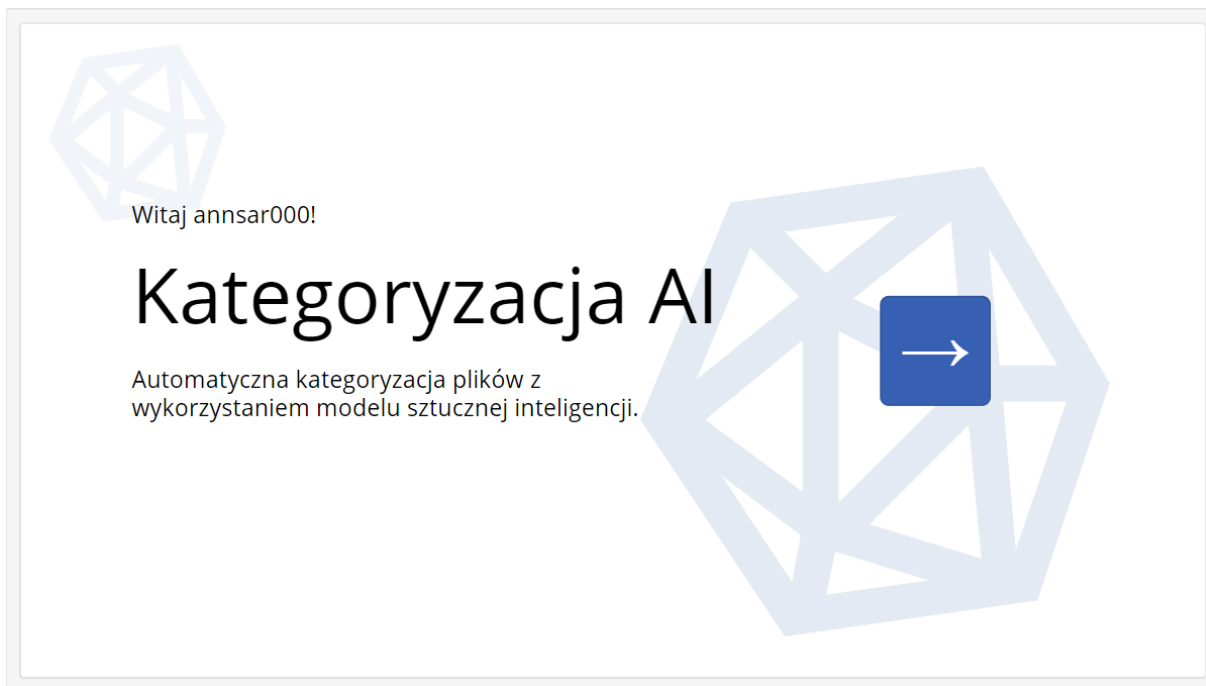 Witaj annsar000!
Kategoryzacja AI
Automatyczna kategoryzacja plików z
wykorzystaniem modelu sztucznej inteligencji.